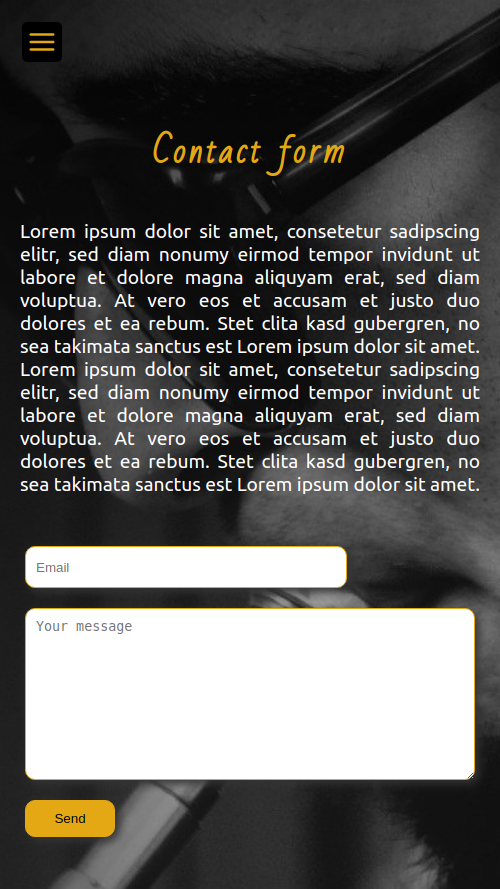 Contact form
Lorem ipsum dolor sit amet, consetetur sadipscing
elitr, sed diam nonumy eirmod tempor invidunt ut
labore et dolore magna aliquyam erat, sed diam
voluptua. At vero eos et accusam et justo duo
dolores et ea rebum. Stet clita kasd gubergren, no
sea takimata sanctus est Lorem ipsum dolor sit amet.
Lorem ipsum dolor sit amet, consetetur sadipscing
elitr, sed diam nonumy eirmod tempor invidunt ut
labore et dolore magna aliquyam erat, sed diam
voluptua. At vero eos et accusam et justo duo
dolores et ea rebum. Stet clita kasd gubergren, no
sea takimata sanctus est Lorem ipsum dolor sit amet.
Email
Your message
Send